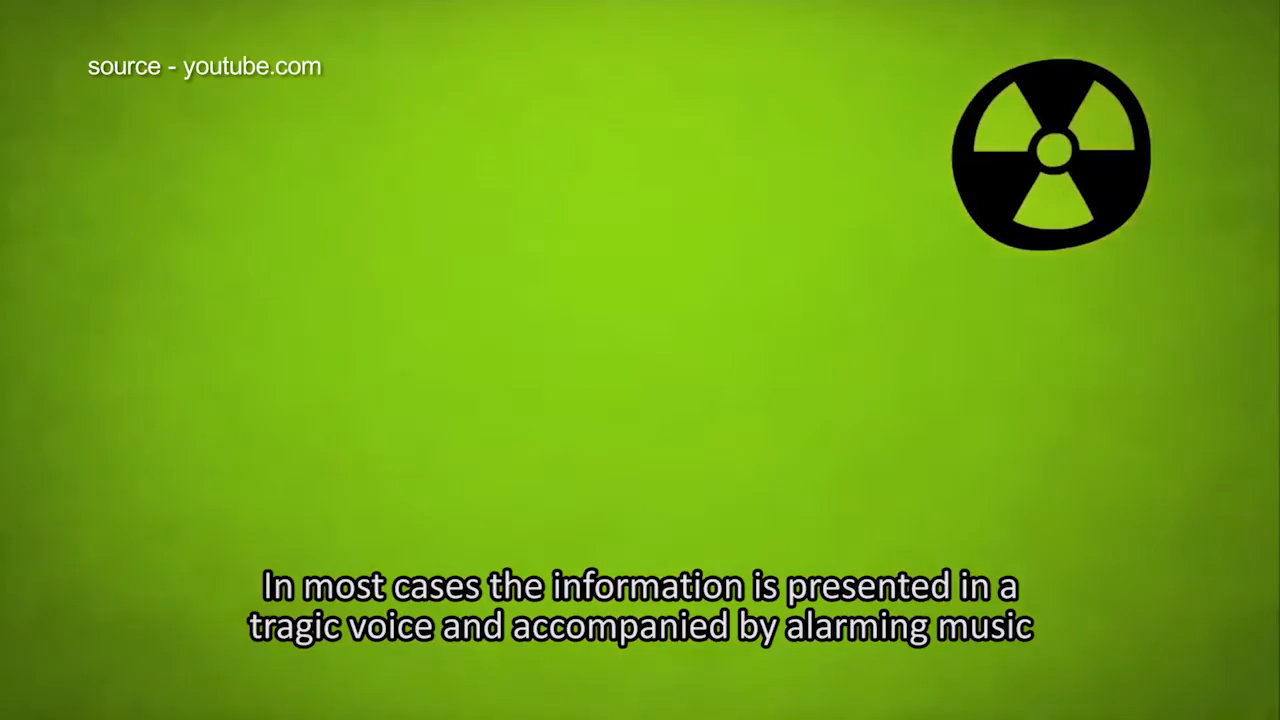 source - youtube.com
In most cases the information is presented in a
tragic voice and accompanied by alarming music